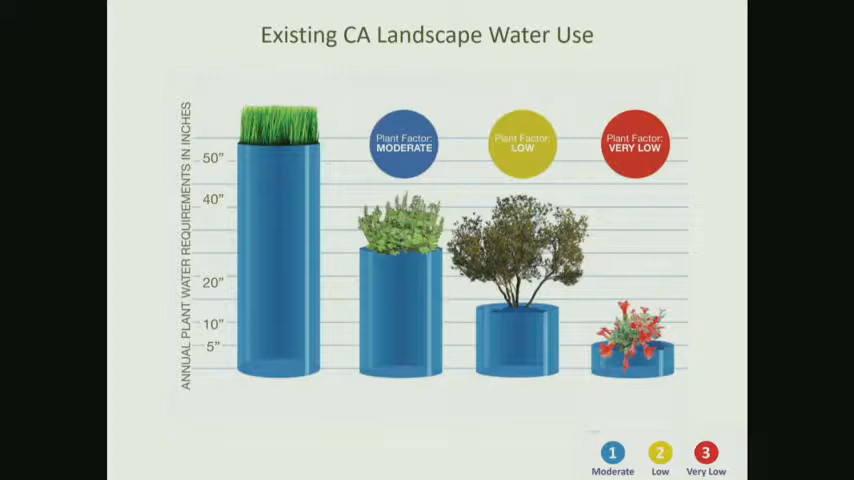 Existing CA Landscape Water Use
ANNUAL PLANT WATER REQUIREMENTS IN INCHES
50"
40"
20"
10"
5"
Plant Factor:
MODERATE
Plant Factor:
LOW
Plant Factor:
VERY LOW
1
Moderate
2
Low
3
Very Low